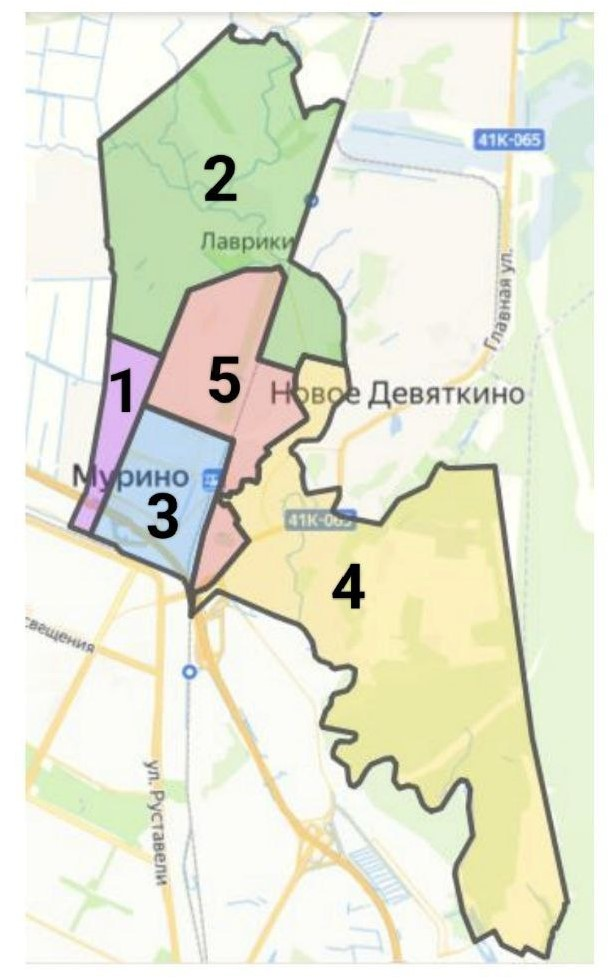 41К-065
2
Лаврики
Главная ул.
1
5
Новое Девяткино
Мурино
3
41К-065
4
свещения
ул. Руставели